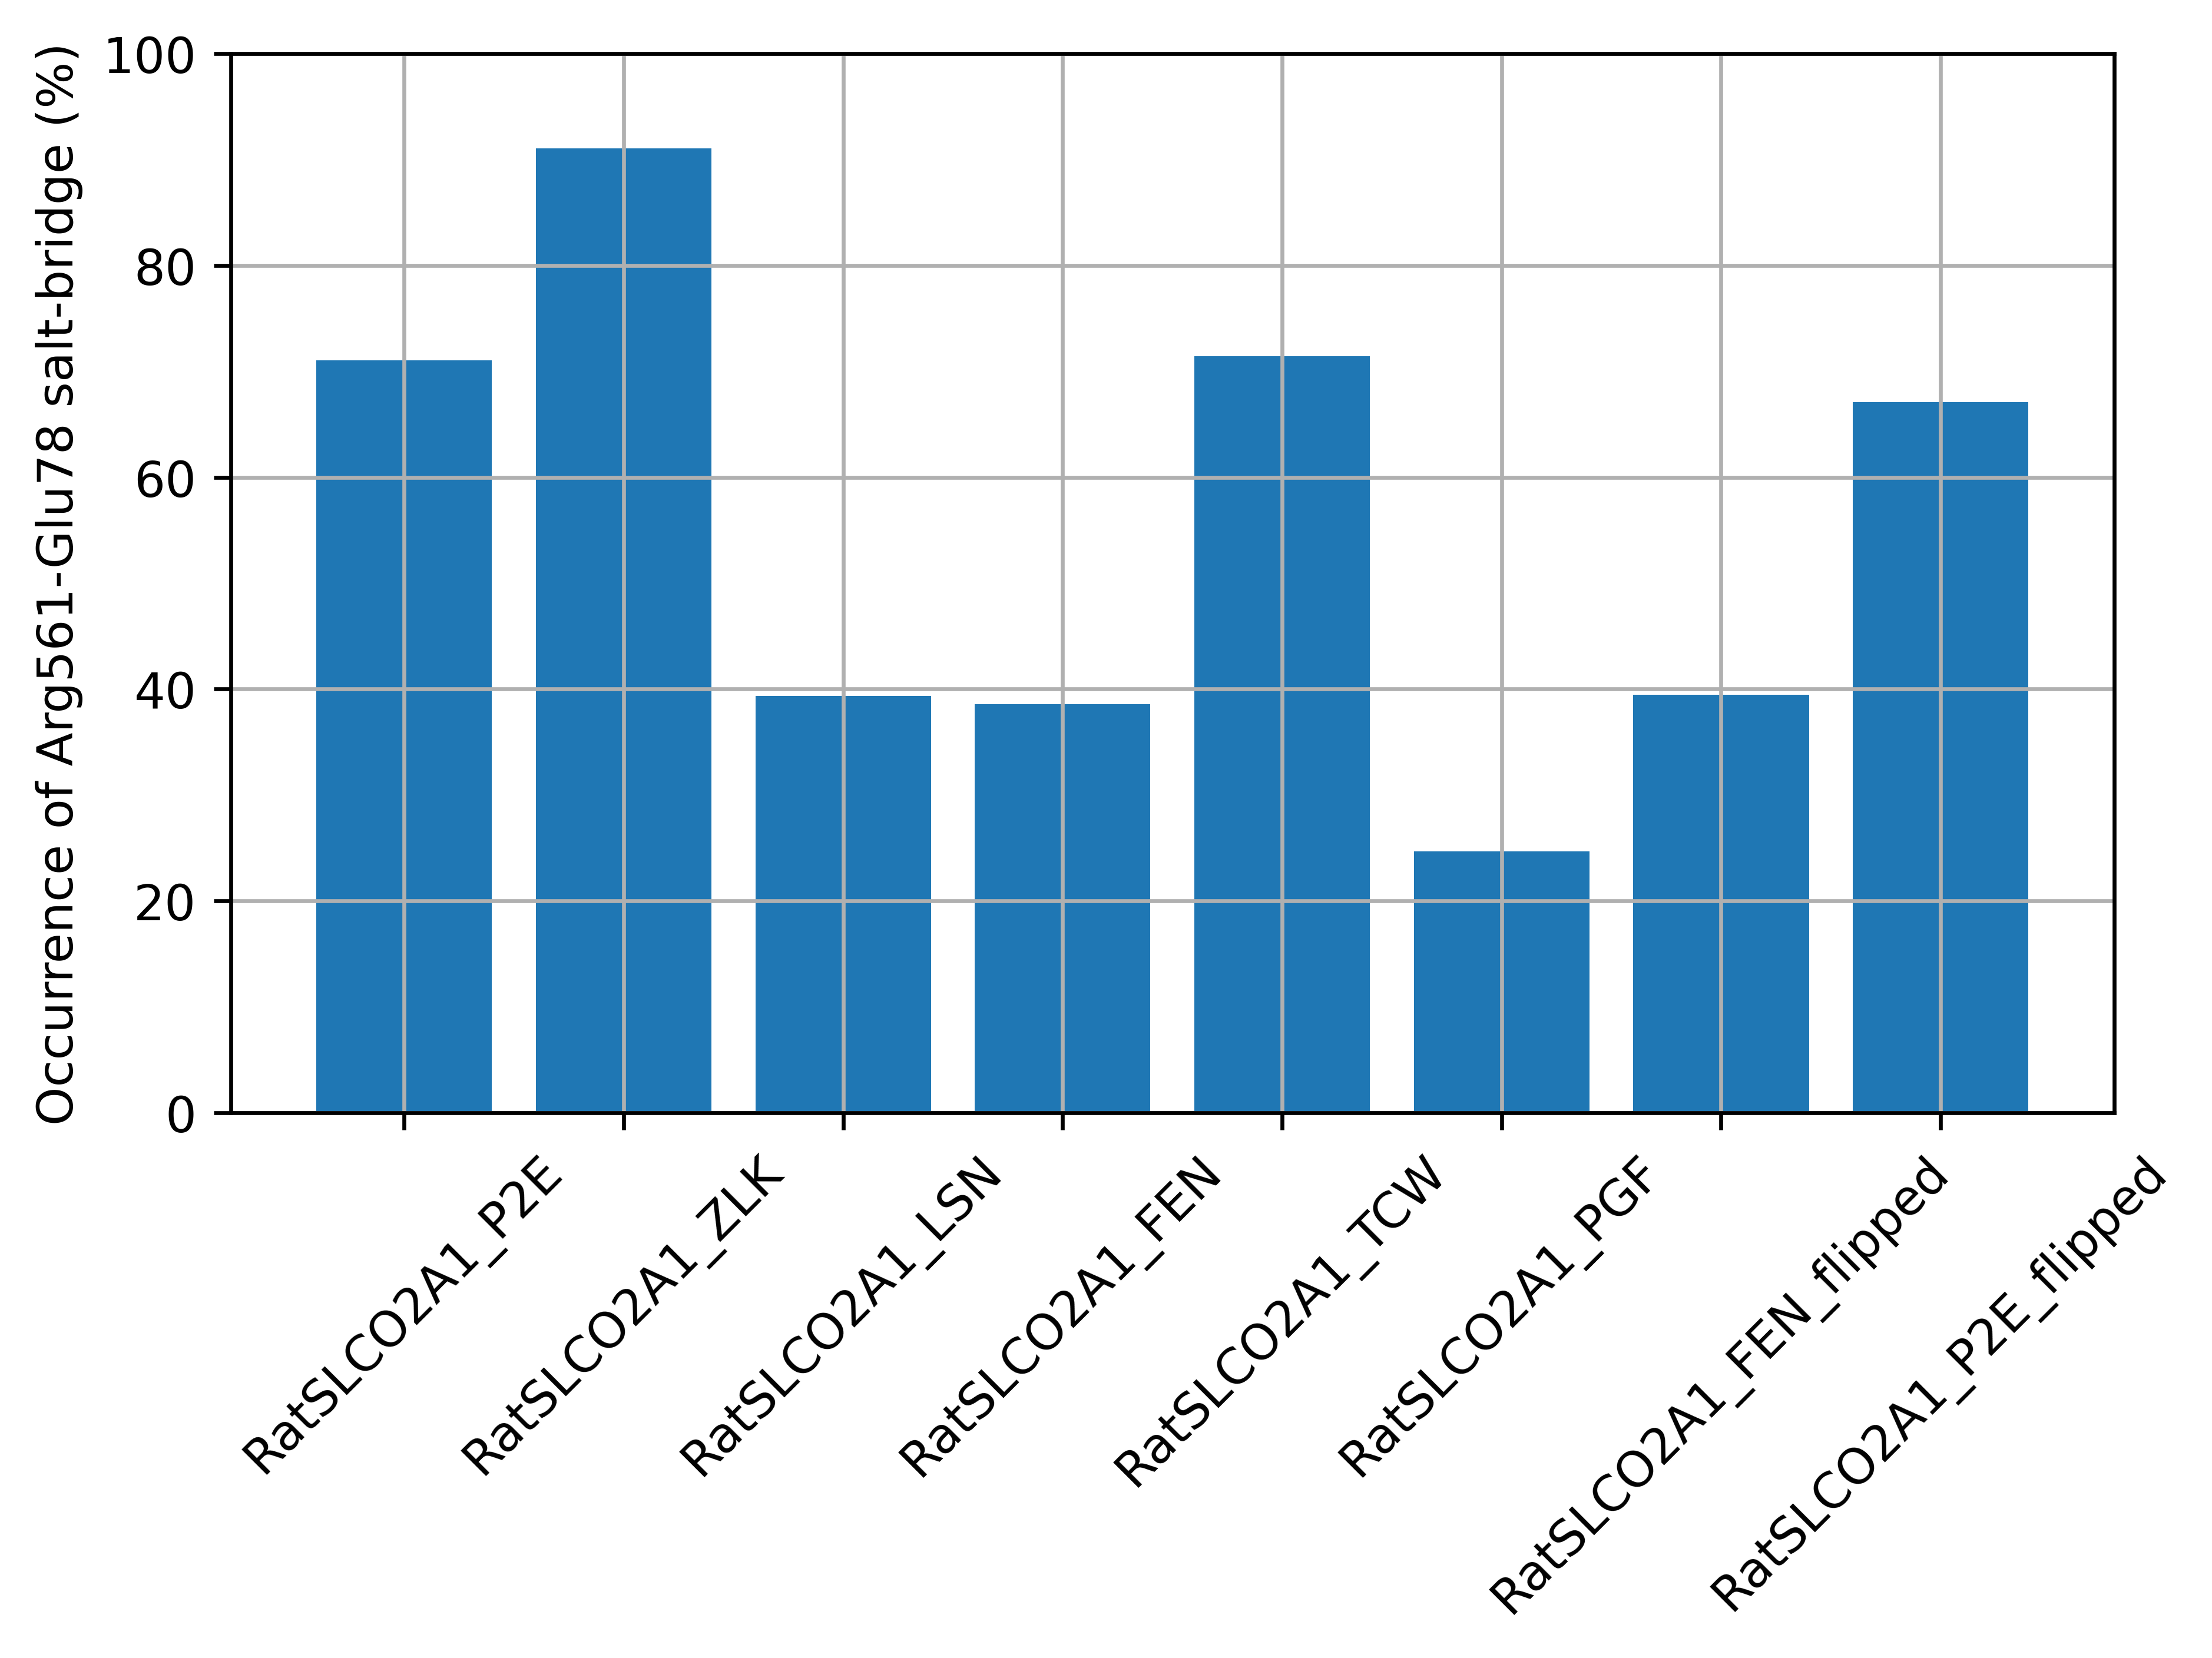 Occurrence of Arg561-Glu78 salt-bridge (%)
100
80
60
40
20
0
RatSLCO2A1_P2E
RatSLCO2A1_ZLK
RatSLCO2A1_LSN
RatSLCO2A1_FEN
RatSLCO2A1_TCW
RatSLCO2A1_PGF
RatSLCO2A1_FEN_flipped
RatSLCO2A1_P2E_flipped